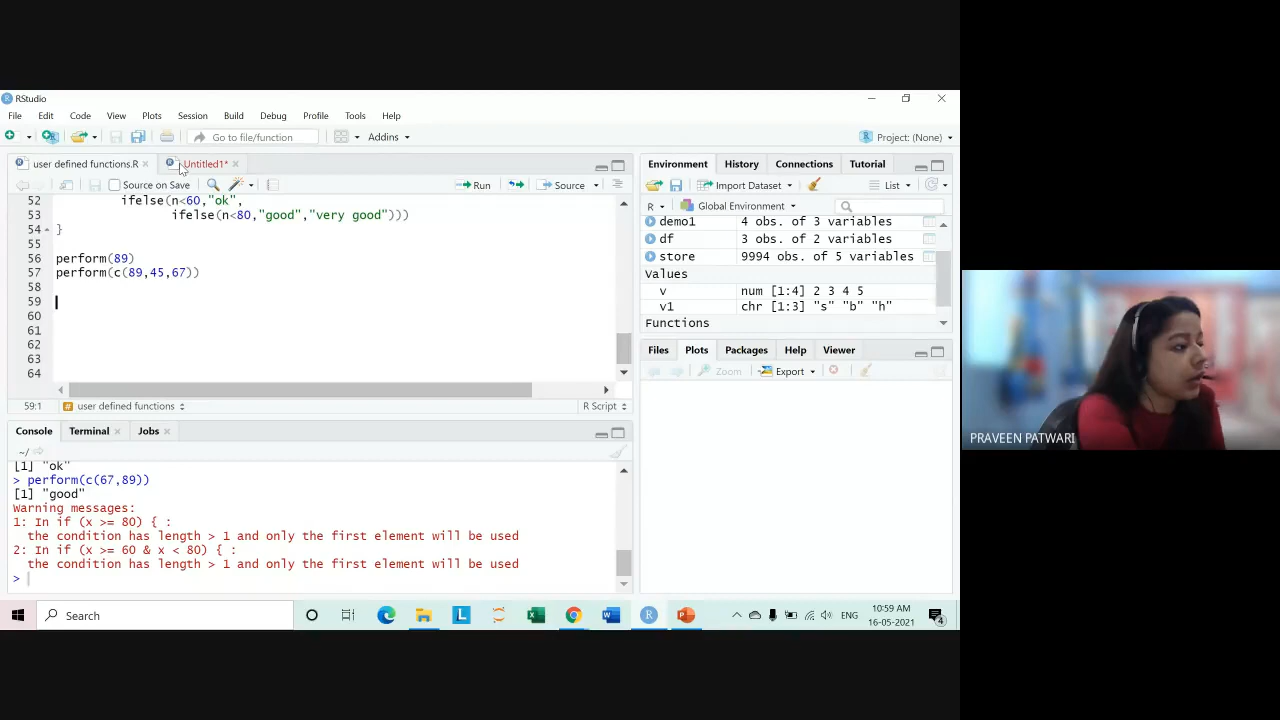 RStudio
File Edit Code View Plots Session Build Debug Profile Tools Help
Go to file/function Addins Project: (None)
user defined functions.R Untitled1*
Source on Save Run Source
52 ifelse(n<60,"ok",
53 ifelse(n<80,"good","very good")))
54 }
55
56 perform(89)
57 perform(c(89,45,67))
58
59
60
61
62
63
64
59:1 user defined functions R Script
Console Terminal Jobs
~/
[1] "ok"
> perform(c(67,89))
[1] "good"
Warning messages:
1: In if (x >= 80) { :
the condition has length > 1 and only the first element will be used
2: In if (x >= 60 & x < 80) { :
the condition has length > 1 and only the first element will be used
>
Environment History Connections Tutorial
Import Dataset List
R Global Environment
demo1 4 obs. of 3 variables
df 3 obs. of 2 variables
store 9994 obs. of 5 variables
Values
v num [1:4] 2 3 4 5
v1 chr [1:3] "s" "b" "h"
Functions
Files Plots Packages Help Viewer
Zoom Export
PRAVEEN PATWARI
Search
ENG
10:59 AM
16-05-2021
4